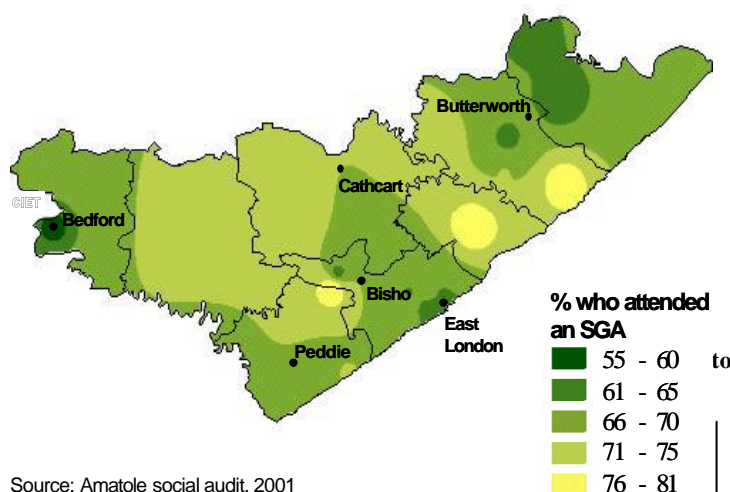 Butterworth
Cathcart
CIET
Bedford
Bisho
East
London
Peddie
% who attended
an SGA
55 - 60
to
61 - 65
66 - 70
71 - 75
76 - 81
Source: Amatole social audit, 2001